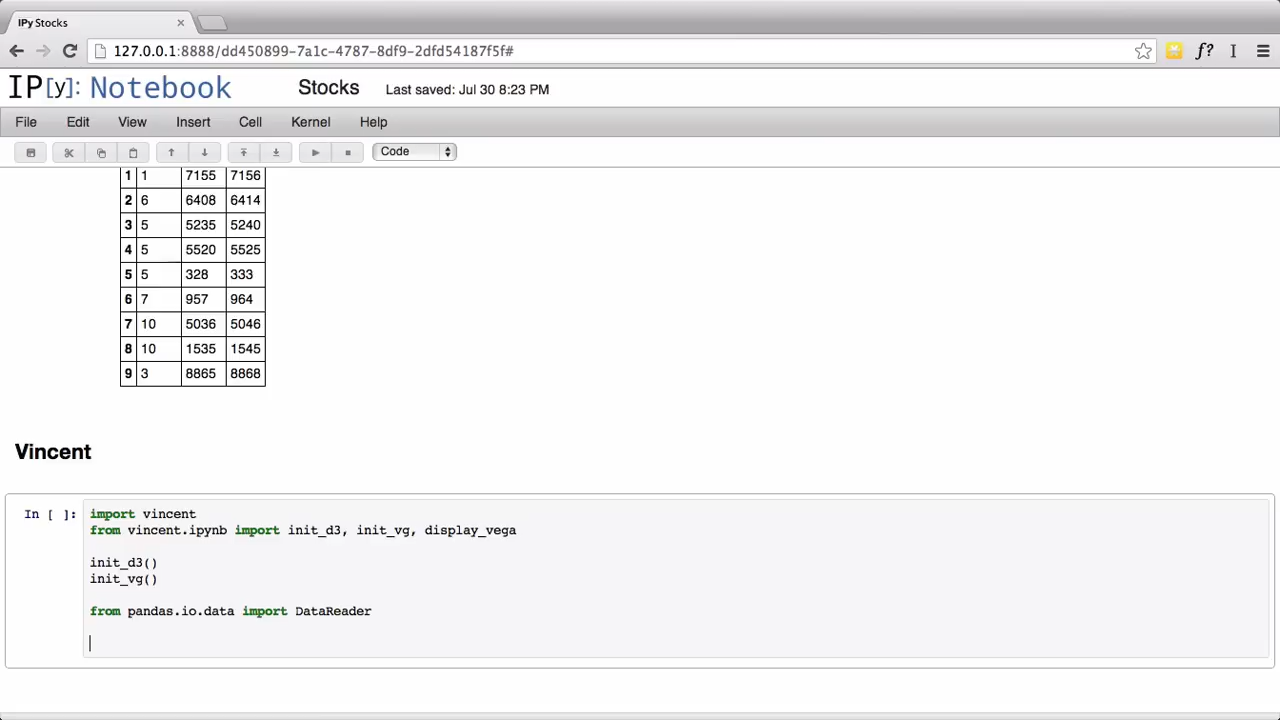 IPy Stocks
127.0.0.1:8888/dd450899-7a1c-4787-8df9-2dfd54187f5f#
f?
IP[y]: Notebook Stocks Last saved: Jul 30 8:23 PM
File Edit View Insert Cell Kernel Help
Code
1 1 7155 7156
2 6 6408 6414
3 5 5235 5240
4 5 5520 5525
5 5 328 333
6 7 957 964
7 10 5036 5046
8 10 1535 1545
9 3 8865 8868
Vincent
In [ ]: import vincent
from vincent.ipynb import init_d3, init_vg, display_vega
init_d3()
init_vg()
from pandas.io.data import DataReader